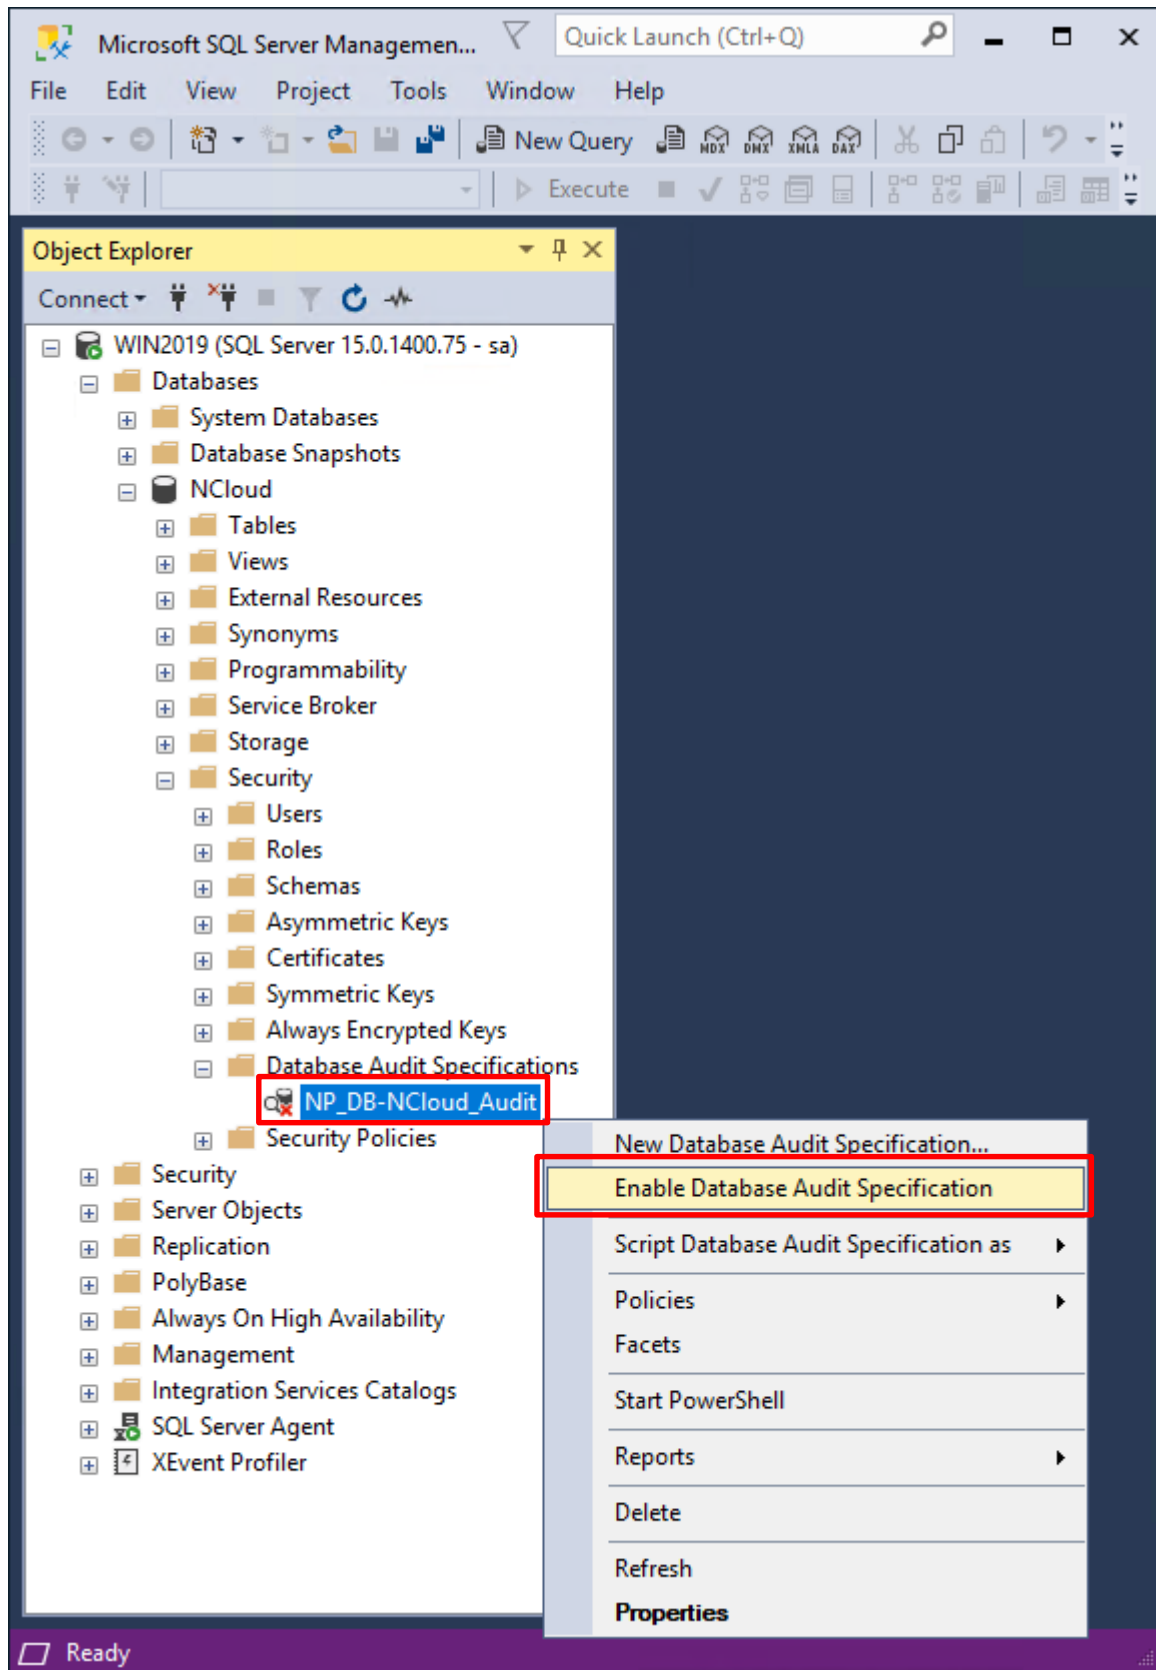 Microsoft SQL Server Managemen...
Quick Launch (Ctrl+Q)
File Edit View Project Tools Window Help
New Query MDX DMX XMLA DAX
Execute
Object Explorer
Connect
WIN2019 (SQL Server 15.0.1400.75 - sa)
Databases
System Databases
Database Snapshots
NCloud
Tables
Views
External Resources
Synonyms
Programmability
Service Broker
Storage
Security
Users
Roles
Schemas
Asymmetric Keys
Certificates
Symmetric Keys
Always Encrypted Keys
Database Audit Specifications
NP_DB-NCloud_Audit
Security Policies
Security
Server Objects
Replication
PolyBase
Always On High Availability
Management
Integration Services Catalogs
SQL Server Agent
XEvent Profiler
New Database Audit Specification...
Enable Database Audit Specification
Script Database Audit Specification as
Policies
Facets
Start PowerShell
Reports
Delete
Refresh
Properties
Ready